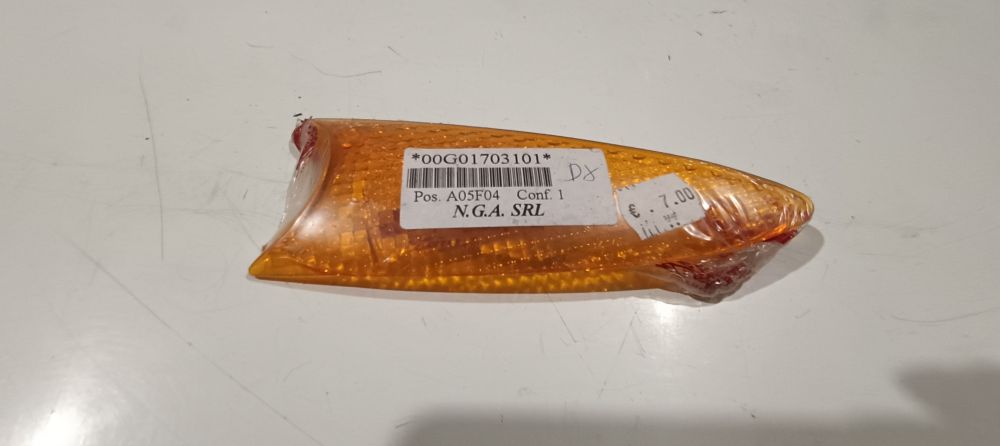 *00G01703101*
DX
Pos. A05F04 Conf. 1
N.G.A. SRL
€ . 7.00